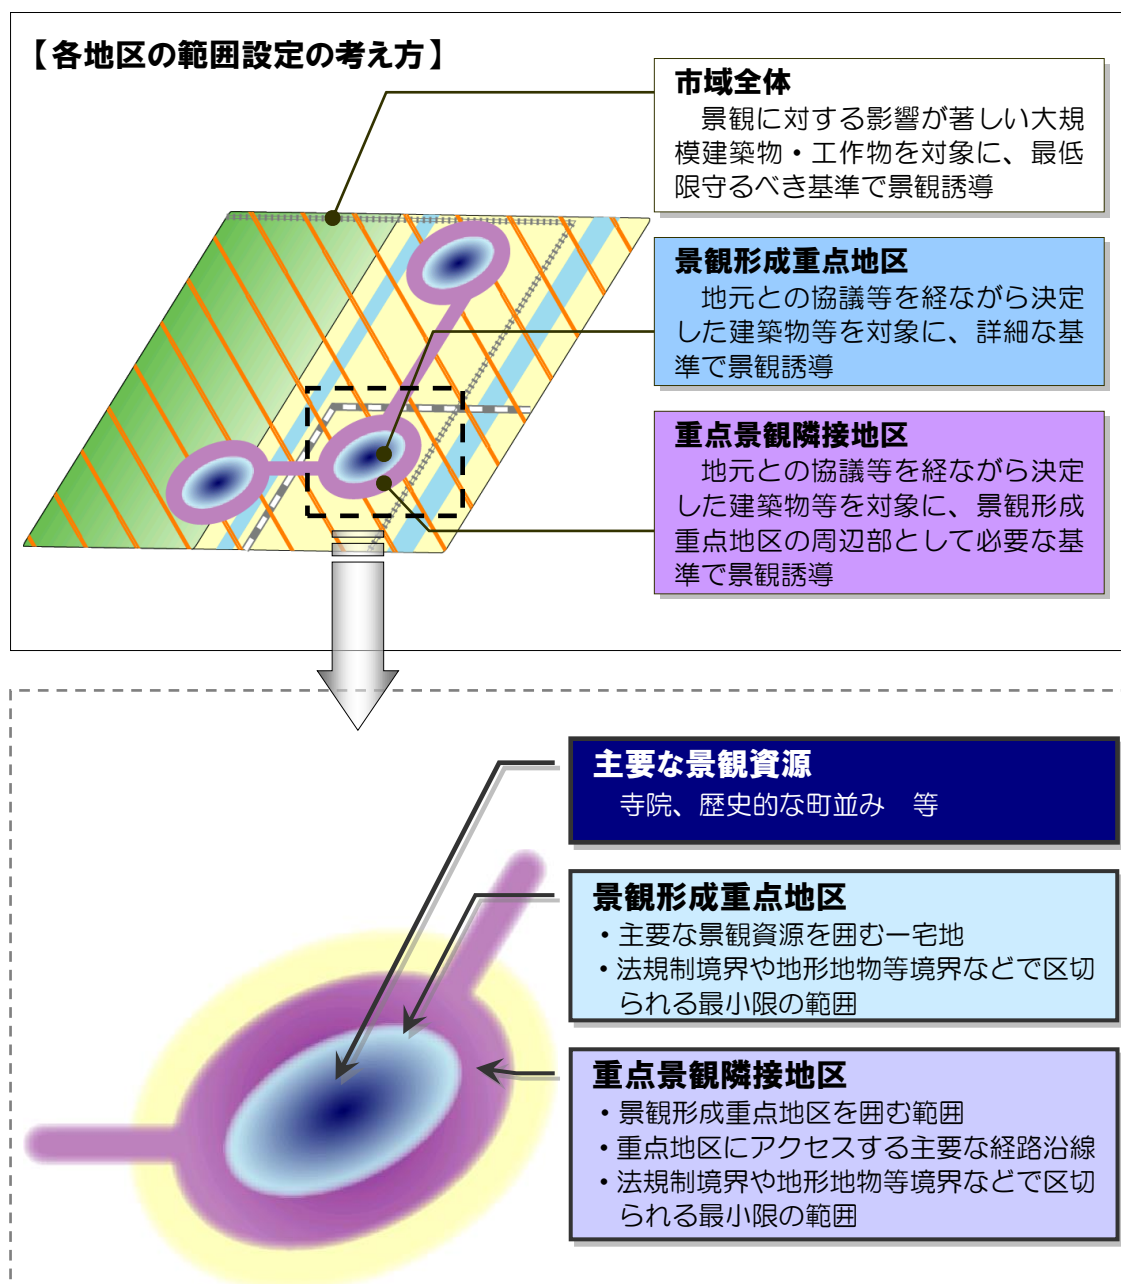 【各地区の範囲設定の考え方】
市域全体
景観に対する影響が著しい大規
模建築物・工作物を対象に、最低
限守るべき基準で景観誘導
景観形成重点地区
地元との協議等を経ながら決定
した建築物等を対象に、詳細な基
準で景観誘導
重点景観隣接地区
地元との協議等を経ながら決定
した建築物等を対象に、景観形成
重点地区の周辺部として必要な基
準で景観誘導
主要な景観資源
寺院、歴史的な町並み　等
景観形成重点地区
・主要な景観資源を囲む一宅地
・法規制境界や地形地物等境界などで区切
られる最小限の範囲
重点景観隣接地区
・景観形成重点地区を囲む範囲
・重点地区にアクセスする主要な経路沿線
・法規制境界や地形地物等境界などで区切
られる最小限の範囲